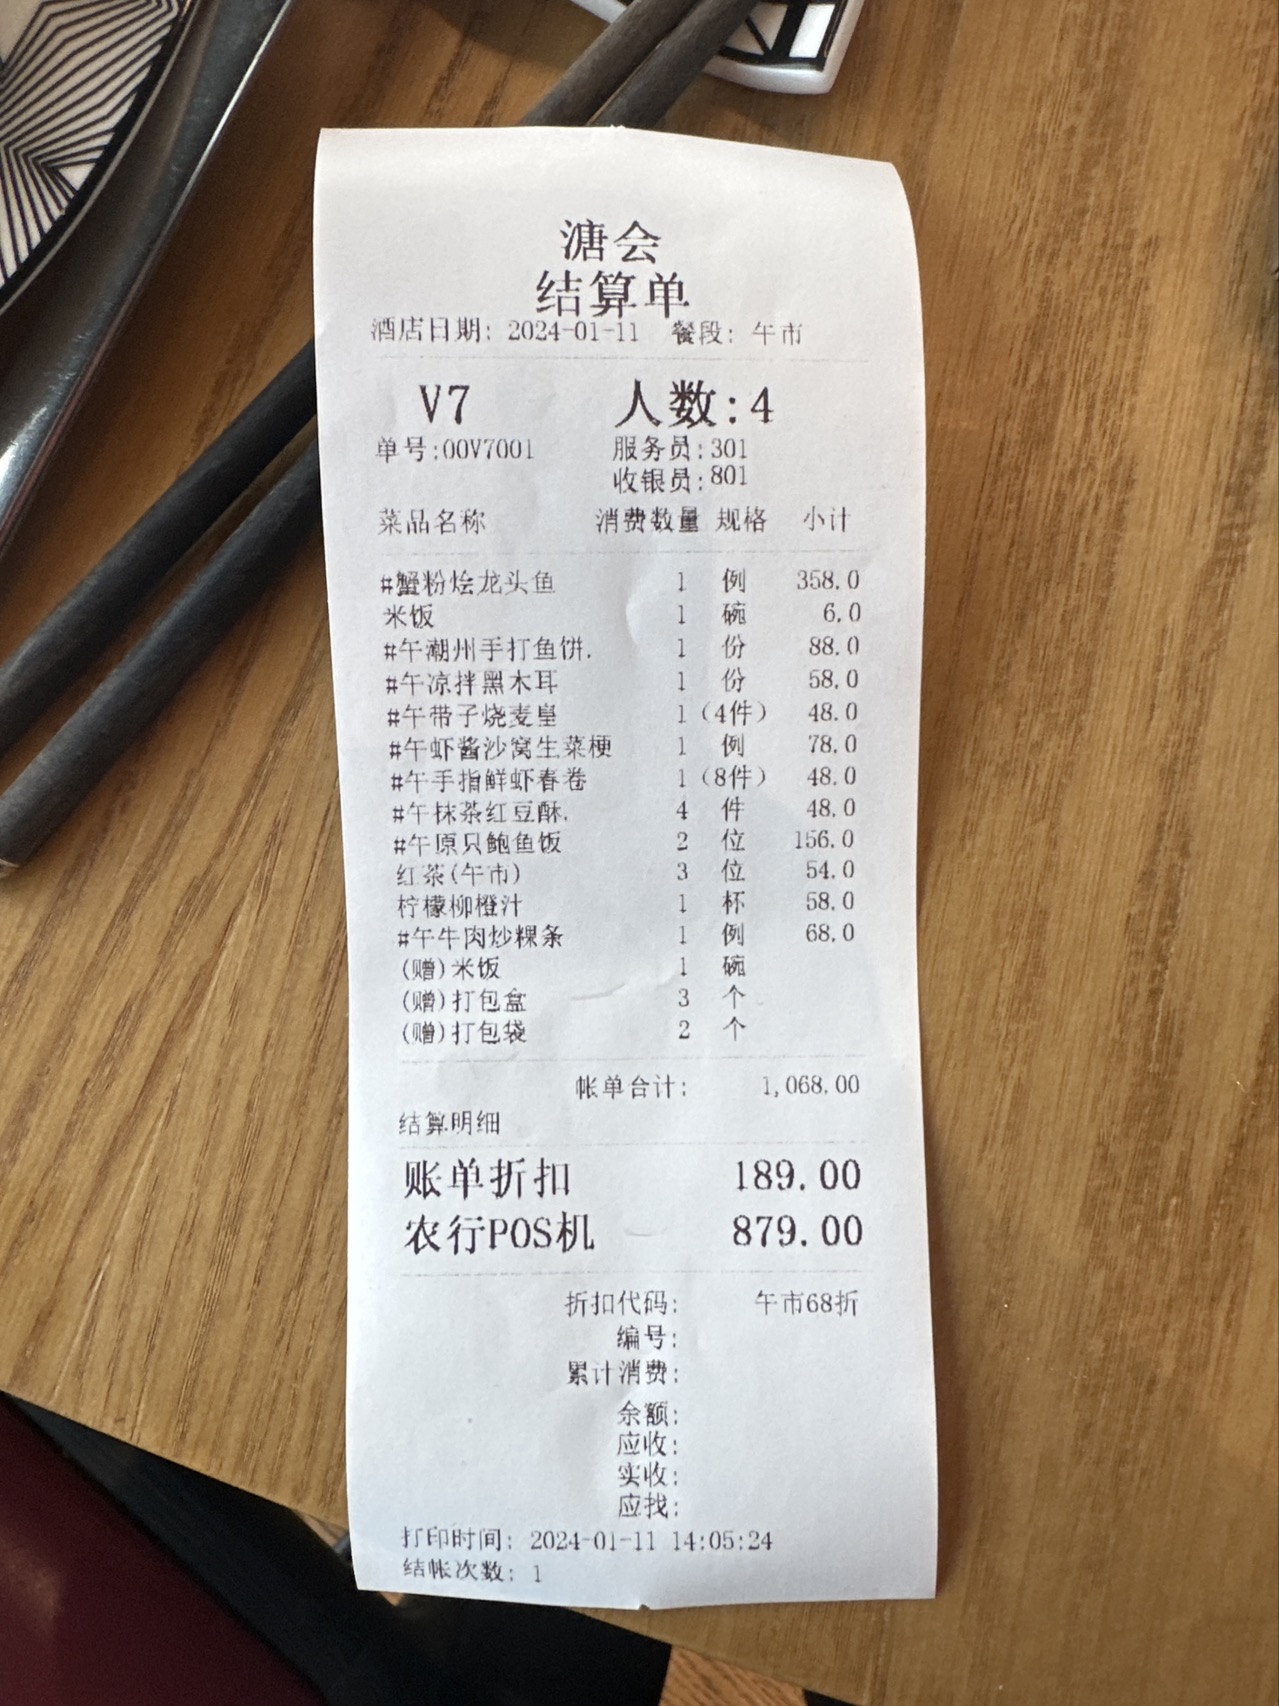 溏会
结算单
酒店日期: 2024-01-11 餐段: 午市
V7 人数:4
单号:00V7001 服务员:301
收银员:801
菜品名称 消费数量 规格 小计
#蟹粉烩龙头鱼 1 例 358.0
米饭 1 碗 6.0
#午潮州手打鱼饼. 1 份 88.0
#午凉拌黑木耳 1 份 58.0
#午带子烧麦皇 1 (4件) 48.0
#午虾酱沙窝生菜梗 1 例 78.0
#午手指鲜虾春卷 1 (8件) 48.0
#午抹茶红豆酥. 4 件 48.0
#午原只鲍鱼饭 2 位 156.0
红茶(午市) 3 位 54.0
柠檬柳橙汁 1 杯 58.0
#午牛肉炒粿条 1 例 68.0
(赠)米饭 1 碗
(赠)打包盒 3 个
(赠)打包袋 2 个
帐单合计: 1,068.00
结算明细
账单折扣 189.00
农行POS机 879.00
折扣代码: 午市68折
编号:
累计消费:
余额:
应收:
实收:
应找:
打印时间: 2024-01-11 14:05:24
结帐次数: 1